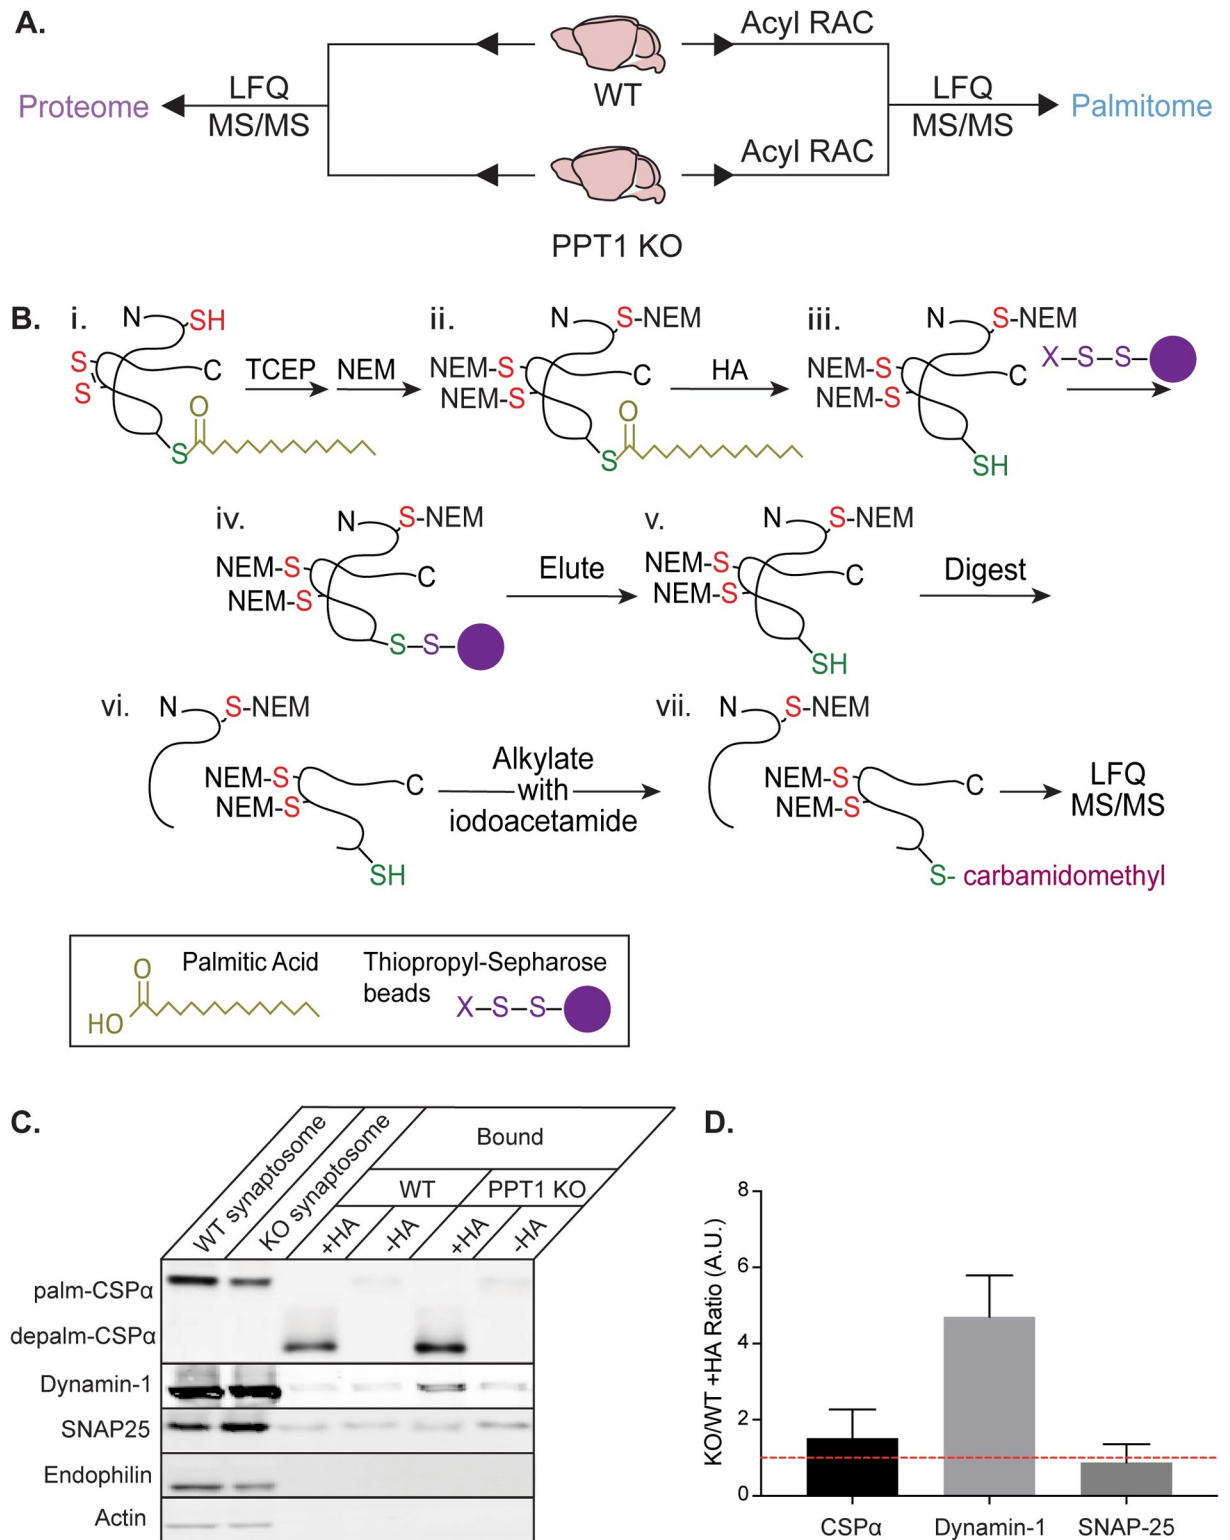 A.
Acyl RAC
WT
LFQ
MS/MS
Proteome
LFQ
MS/MS
Palmitome
Acyl RAC
PPT1 KO
B.
i.
N
SH
S
S
C
O
S
TCEP
NEM
ii.
N
S-NEM
NEM-S
NEM-S
C
O
S
HA
iii.
N
S-NEM
NEM-S
NEM-S
C
SH
X-S-S-
iv.
N
S-NEM
NEM-S
NEM-S
C
S-S-
Elute
v.
N
S-NEM
NEM-S
NEM-S
C
SH
Digest
vi.
N
S-NEM
NEM-S
NEM-S
C
SH
Alkylate
with
iodoacetamide
vii.
N
S-NEM
NEM-S
NEM-S
C
S- carbamidomethyl
LFQ
MS/MS
O
HO
Palmitic Acid
Thiopropyl-Sepharose
beads
X-S-S-
C.
WT synaptosome
KO synaptosome
Bound
WT
PPT1 KO
+HA
-HA
+HA
-HA
palm-CSPα
depalm-CSPα
Dynamin-1
SNAP25
Endophilin
Actin
D.
KO/WT +HA Ratio (A.U.)
8
6
4
2
0
CSPα
Dynamin-1
SNAP-25